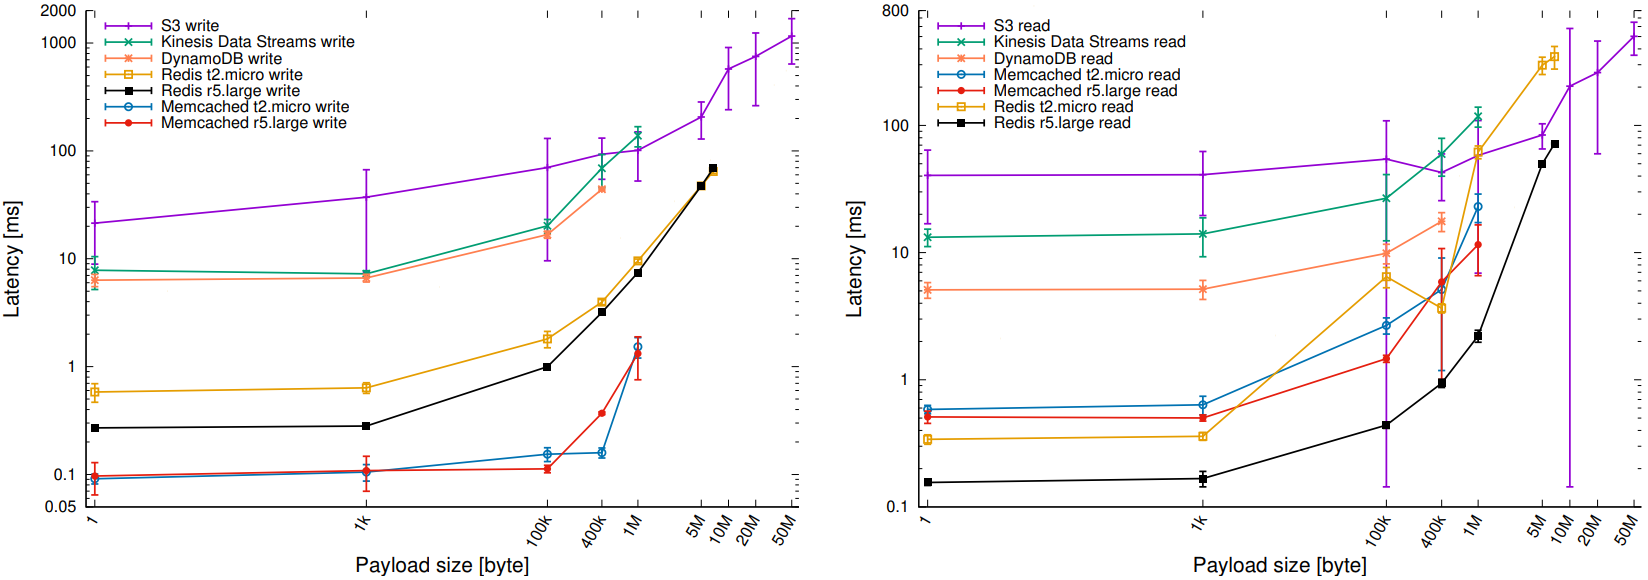 2000
1000
100
10
1
0.1
0.05
Latency [ms]
S3 write
Kinesis Data Streams write
DynamoDB write
Redis t2.micro write
Redis r5.large write
Memcached t2.micro write
Memcached r5.large write
1
1k
100k
400k
1M
5M
10M
20M
50M
Payload size [byte]
800
100
10
1
0.1
Latency [ms]
S3 read
Kinesis Data Streams read
DynamoDB read
Memcached t2.micro read
Memcached r5.large read
Redis t2.micro read
Redis r5.large read
1
1k
100k
400k
1M
5M
10M
20M
50M
Payload size [byte]